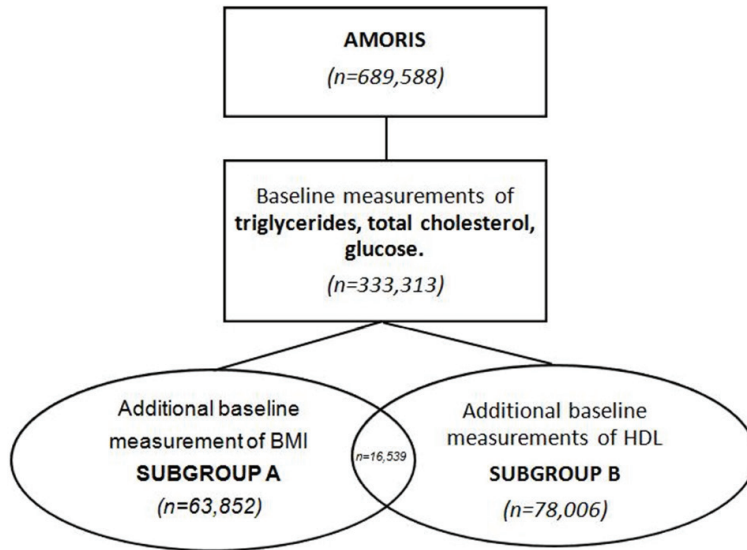 AMORIS
(n=689,588)
Baseline measurements of
triglycerides, total cholesterol,
glucose.
(n=333,313)
Additional baseline
measurement of BMI
SUBGROUP A
(n=63,852)
n=16,539
Additional baseline
measurements of HDL
SUBGROUP B
(n=78,006)